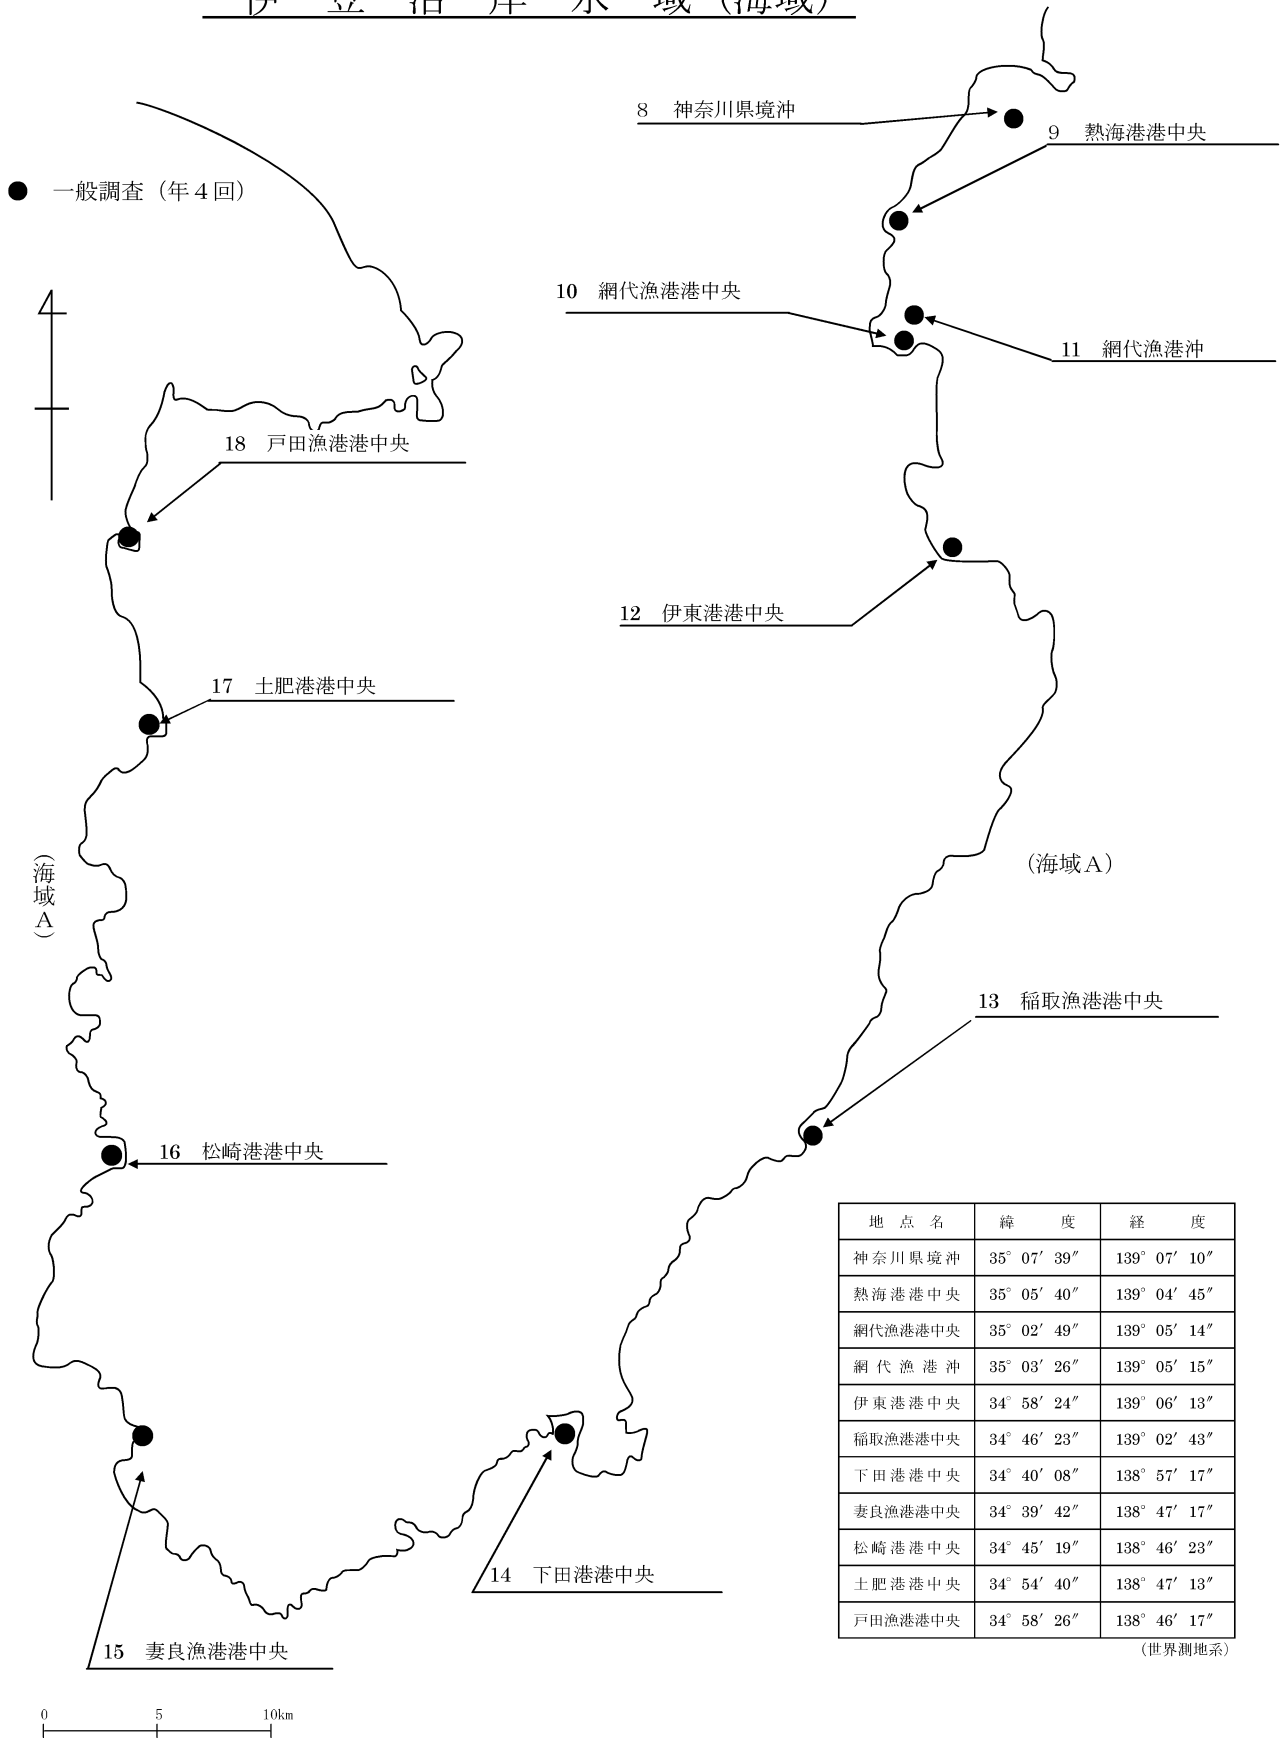 伊豆沿岸水域（海域）
8　神奈川県境沖
9　熱海港港中央
●　一般調査（年４回）
10　網代漁港港中央
11　網代漁港沖
18　戸田漁港港中央
12　伊東港港中央
17　土肥港港中央
（海域Ａ）
（海域Ａ）
13　稲取漁港港中央
16　松崎港港中央
地点名　緯度　経度
神奈川県境沖　35°07′39″　139°07′10″
熱海港港中央　35°05′40″　139°04′45″
網代漁港港中央　35°02′49″　139°05′14″
網代漁港沖　35°03′26″　139°05′15″
伊東港港中央　34°58′24″　139°06′13″
稲取漁港港中央　34°46′23″　139°02′43″
下田港港中央　34°40′08″　138°57′17″
妻良漁港港中央　34°39′42″　138°47′17″
松崎港港中央　34°45′19″　138°46′23″
土肥港港中央　34°54′40″　138°47′13″
戸田漁港港中央　34°58′26″　138°46′17″
（世界測地系）
14　下田港港中央
15　妻良漁港港中央
0　5　10km